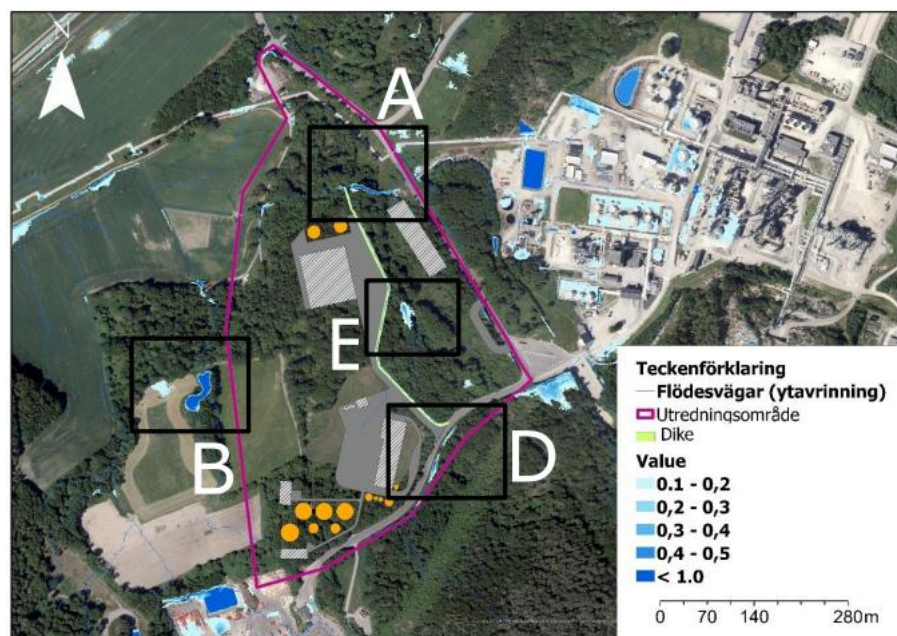 N
A
E
B
D
Teckenförklaring
Flödesvägar (ytavrinning)
Utredningsområde
Dike
Value
0.1 - 0,2
0,2 - 0,3
0,3 - 0,4
0,4 - 0,5
< 1.0
0 70 140 280m